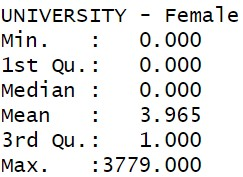 UNIVERSITY - Female
Min.   :   0.000
1st Qu.:   0.000
Median :   0.000
Mean   :   3.965
3rd Qu.:   1.000
Max.   :3779.000